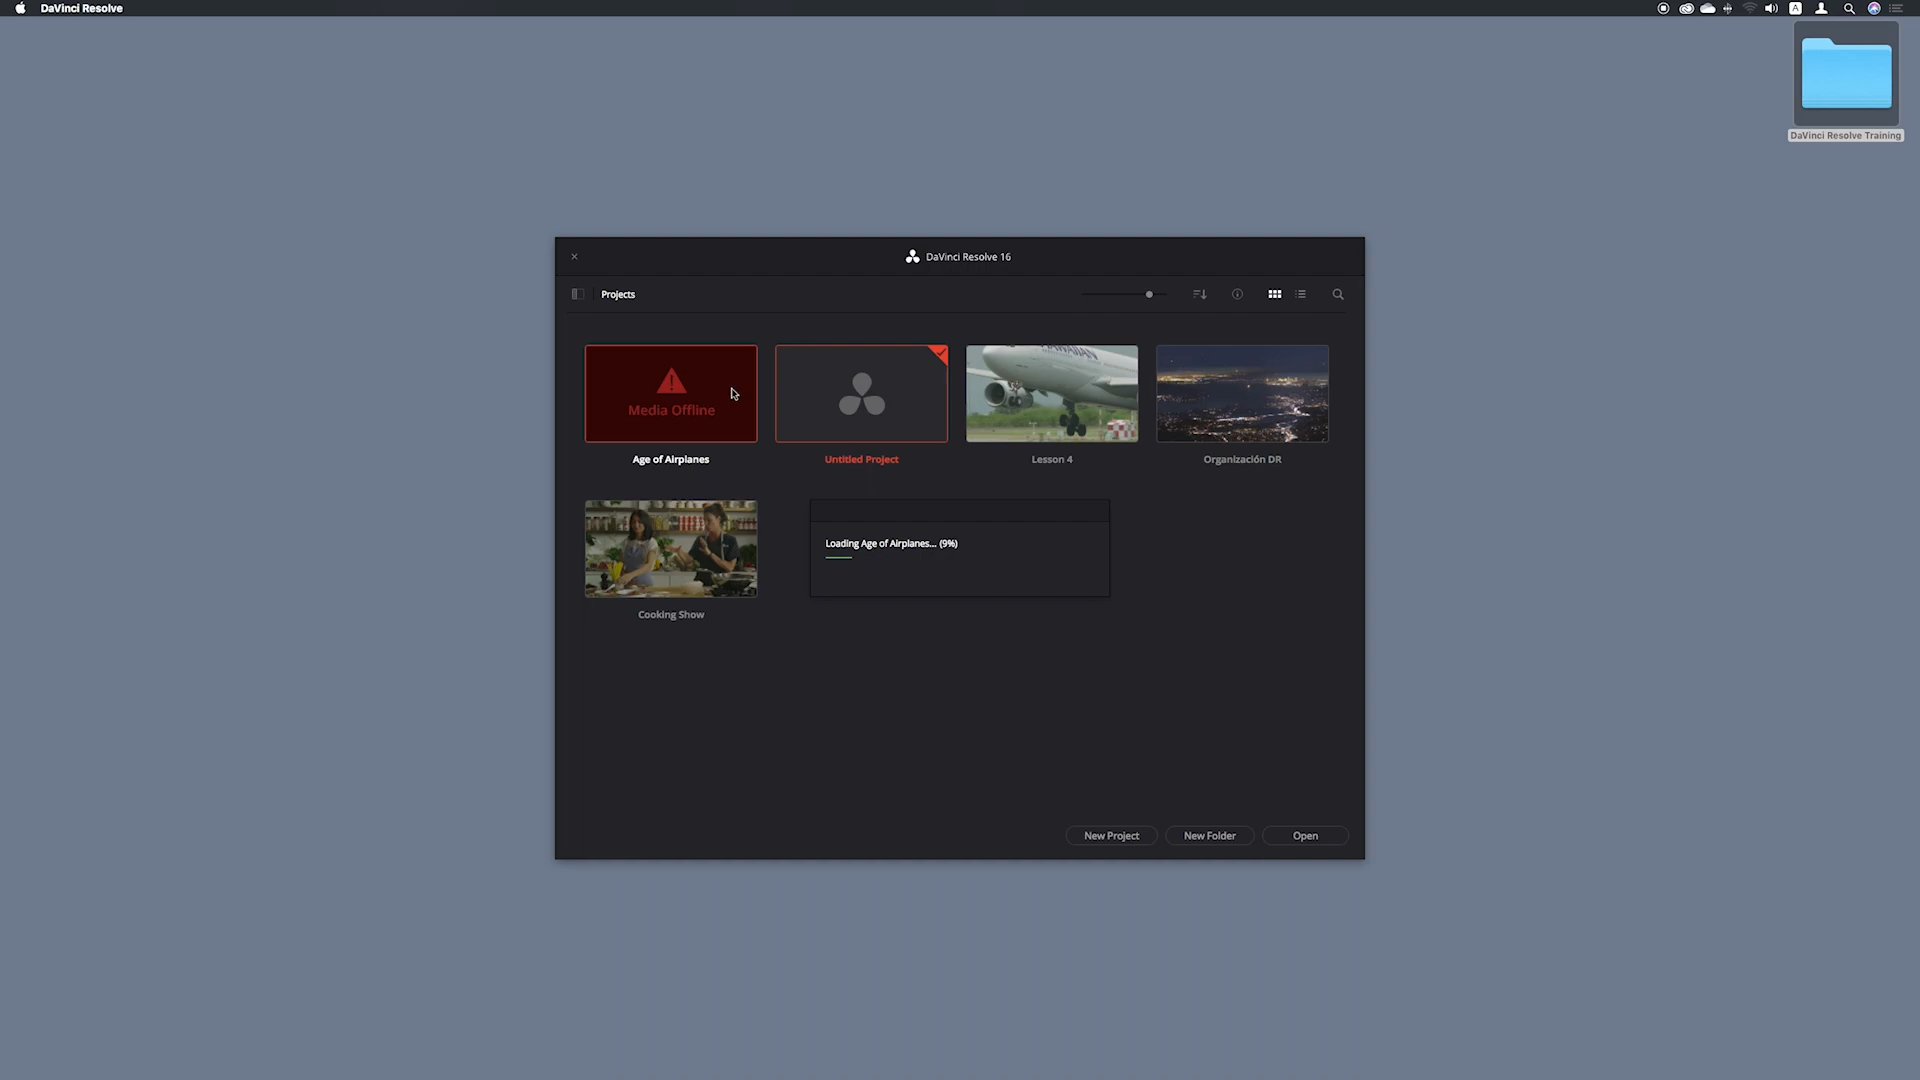 DaVinci Resolve
A
DaVinci Resolve Training
DaVinci Resolve 16
Projects
Media Offline
HAWAIIAN
Age of Airplanes
Untitled Project
Lesson 4
Organización DR
Loading Age of Airplanes... (9%)
Cooking Show
New Project
New Folder
Open